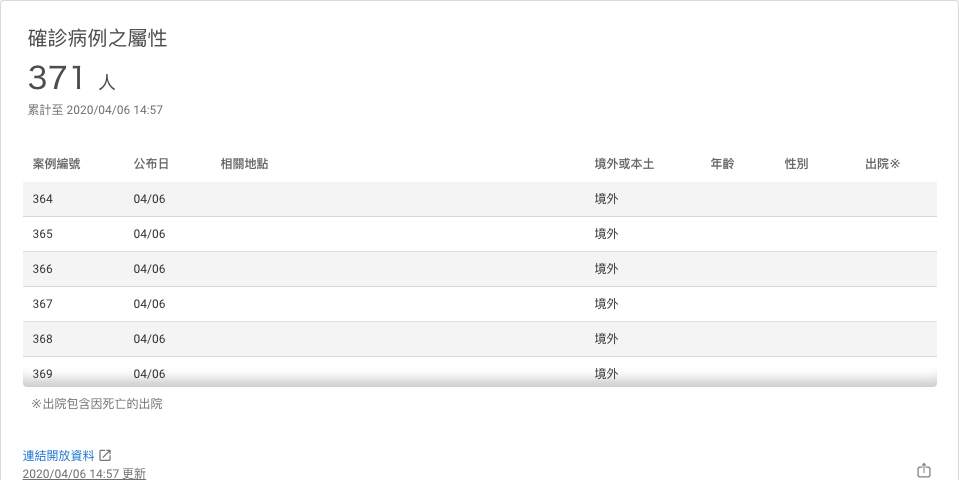 確診病例之屬性
371 人
累計至 2020/04/06 14:57
案例編號 公布日 相關地點 境外或本土 年齡 性別 出院※
364 04/06 境外
365 04/06 境外
366 04/06 境外
367 04/06 境外
368 04/06 境外
369 04/06 境外
※出院包含因死亡的出院
連結開放資料
2020/04/06 14:57 更新